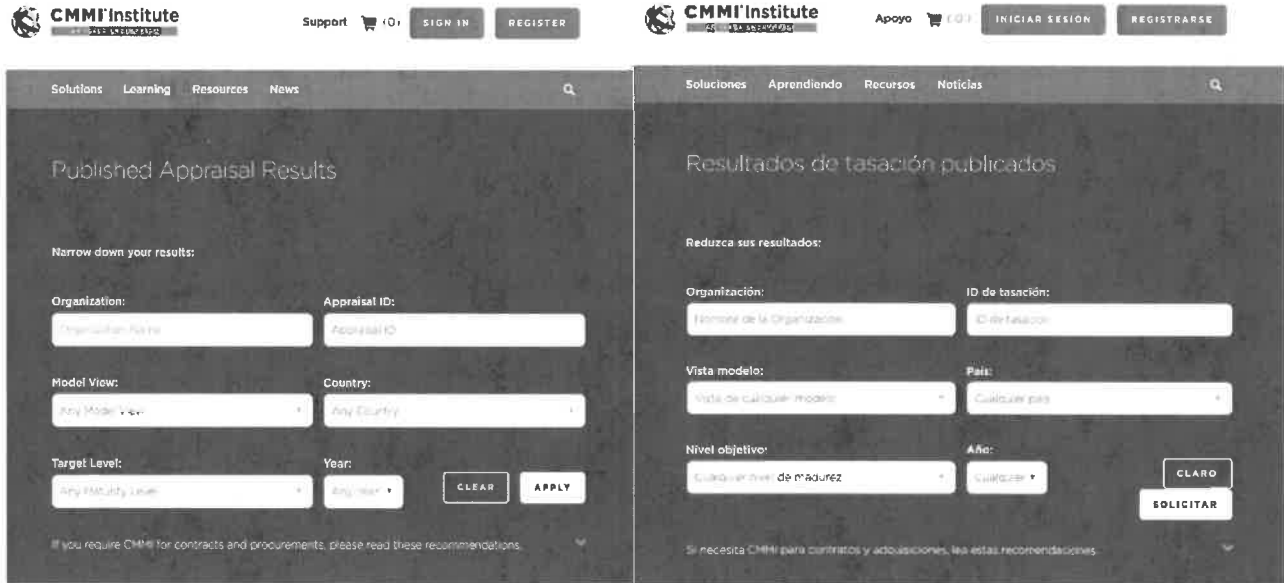 CMMI Institute
Support (0) SIGN IN REGISTER
Solutions Learning Resources News
Published Appraisal Results
Narrow down your results:
Organization: Appraisal ID:
Organization Name Appraisal ID
Model View: Country:
Any Model View Any Country
Target Level: Year:
Any Maturity Level Any Year CLEAR APPLY
If you require CMMI for contracts and procurements, please read these recommendations.
CMMI Institute
Apoyo (0) INICIAR SESIÓN REGISTRARSE
Soluciones Aprendiendo Recursos Noticias
Resultados de tasación publicados
Reduzca sus resultados:
Organización: ID de tasación:
Nombre de la Organización ID de tasación
Vista modelo: País:
Vista de cualquier modelo Cualquier país
Nivel objetivo: Año:
Cualquier nivel de madurez Cualquier CLARO
SOLICITAR
Si necesita CMMI para contratos y adquisiciones, lea estas recomendaciones.